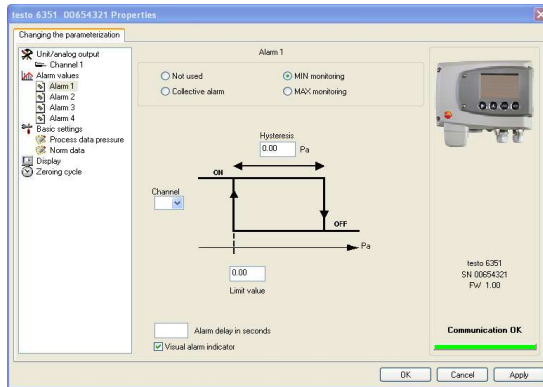 testo 6351 00654321 Properties
Changing the parameterization
Unit/analog output
Channel 1
Alarm values
Alarm 1
Alarm 2
Alarm 3
Alarm 4
Basic settings
Process data pressure
Norm data
Display
Zeroing cycle
Alarm 1
Not used
MIN monitoring
Collective alarm
MAX monitoring
Hysteresis
0.00 Pa
ON
Channel
OFF
Pa
0.00
Limit value
Alarm delay in seconds
Visual alarm indicator
testo 6351
SN 00654321
FW 1.00
Communication OK
OK Cancel Apply